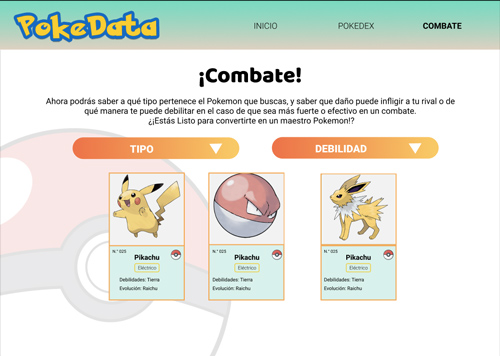 PokeData
INICIO
POKEDEX
COMBATE
¡Combate!
Ahora podrás saber a qué tipo pertenece el Pokemon que buscas, y saber que daño puede infligir a tu rival o de
qué manera te puede debilitar en el caso de que sea más fuerte o efectivo en un combate.
¿¡Estás Listo para convertirte en un maestro Pokemon!?
TIPO
DEBILIDAD
N.° 025
Pikachu
Eléctrico
Debilidades: Tierra
Evolución: Raichu
N.° 025
Pikachu
Eléctrico
Debilidades: Tierra
Evolución: Raichu
N.° 025
Pikachu
Eléctrico
Debilidades: Tierra
Evolución: Raichu